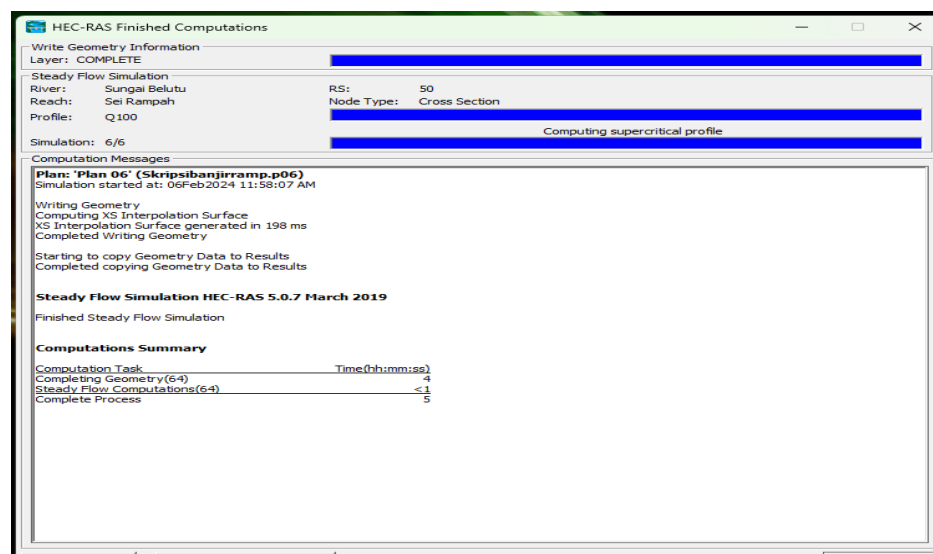 HEC-RAS Finished Computations
Write Geometry Information
Layer: COMPLETE
Steady Flow Simulation
River: Sungai Belutu RS: 50
Reach: Sei Rampah Node Type: Cross Section
Profile: Q100
Computing supercritical profile
Simulation: 6/6
Computation Messages
Plan: 'Plan 06' (Skripsibanjirramp.p06)
Simulation started at: 06Feb2024 11:58:07 AM
Writing Geometry
Computing XS Interpolation Surface
XS Interpolation Surface generated in 198 ms
Completed Writing Geometry
Starting to copy Geometry Data to Results
Completed copying Geometry Data to Results
Steady Flow Simulation HEC-RAS 5.0.7 March 2019
Finished Steady Flow Simulation
Computations Summary
Computation Task Time(hh:mm:ss)
Completing Geometry(64) 4
Steady Flow Computations(64) <1
Complete Process 5